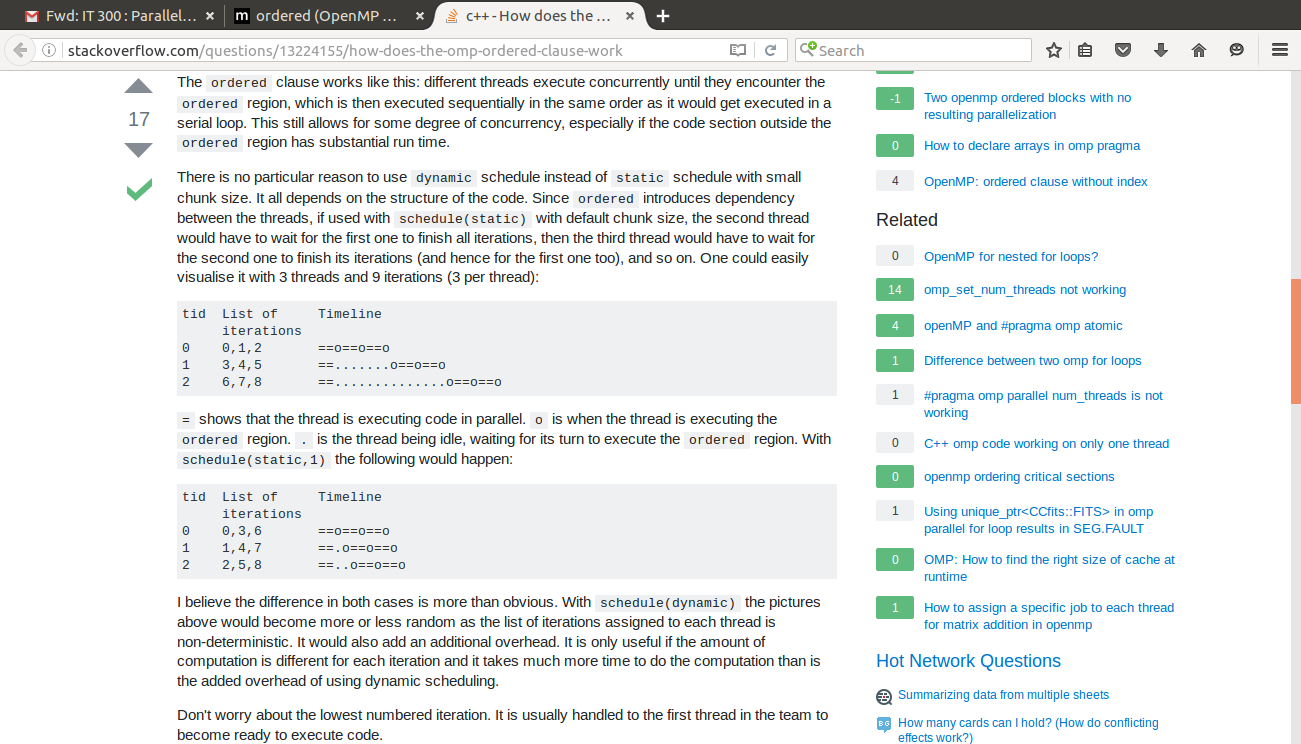 Fwd: IT 300 : Parallel... × m ordered (OpenMP ... × c++ - How does the ... ×
stackoverflow.com/questions/13224155/how-does-the-omp-ordered-clause-work
Search
17
The ordered clause works like this: different threads execute concurrently until they encounter the
ordered region, which is then executed sequentially in the same order as it would get executed in a
serial loop. This still allows for some degree of concurrency, especially if the code section outside the
ordered region has substantial run time.
There is no particular reason to use dynamic schedule instead of static schedule with small
chunk size. It all depends on the structure of the code. Since ordered introduces dependency
between the threads, if used with schedule(static) with default chunk size, the second thread
would have to wait for the first one to finish all iterations, then the third thread would have to wait for
the second one to finish its iterations (and hence for the first one too), and so on. One could easily
visualise it with 3 threads and 9 iterations (3 per thread):
tid  List of     Timeline
     iterations
0    0,1,2       ==o==o==o
1    3,4,5       ==.......o==o==o
2    6,7,8       ==..............o==o==o
= shows that the thread is executing code in parallel. o is when the thread is executing the
ordered region. . is the thread being idle, waiting for its turn to execute the ordered region. With
schedule(static,1) the following would happen:
tid  List of     Timeline
     iterations
0    0,3,6       ==o==o==o
1    1,4,7       ==.o==o==o
2    2,5,8       ==..o==o==o
I believe the difference in both cases is more than obvious. With schedule(dynamic) the pictures
above would become more or less random as the list of iterations assigned to each thread is
non-deterministic. It would also add an additional overhead. It is only useful if the amount of
computation is different for each iteration and it takes much more time to do the computation than is
the added overhead of using dynamic scheduling.
Don't worry about the lowest numbered iteration. It is usually handled to the first thread in the team to
become ready to execute code.
-1 Two openmp ordered blocks with no
resulting parallelization
0 How to declare arrays in omp pragma
4 OpenMP: ordered clause without index
Related
0 OpenMP for nested for loops?
14 omp_set_num_threads not working
4 openMP and #pragma omp atomic
1 Difference between two omp for loops
1 #pragma omp parallel num_threads is not
working
0 C++ omp code working on only one thread
0 openmp ordering critical sections
1 Using unique_ptr<CCfits::FITS> in omp
parallel for loop results in SEG.FAULT
0 OMP: How to find the right size of cache at
runtime
1 How to assign a specific job to each thread
for matrix addition in openmp
Hot Network Questions
Summarizing data from multiple sheets
BG How many cards can I hold? (How do conflicting
effects work?)